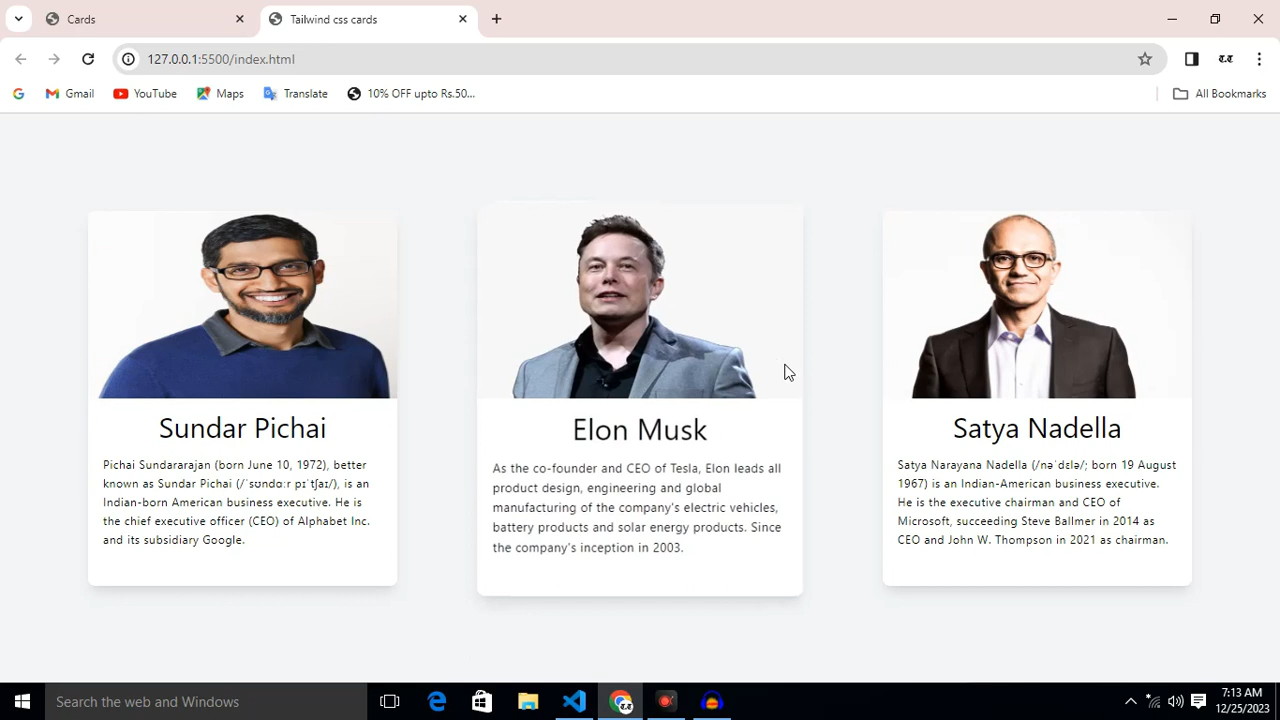 Cards
Tailwind css cards
127.0.0.1:5500/index.html
Gmail
YouTube
Maps
Translate
10% OFF upto Rs.50...
All Bookmarks
Sundar Pichai
Pichai Sundararajan (born June 10, 1972), better
known as Sundar Pichai (/ˈsʊndɑːr pɪˈtʃaɪ/), is an
Indian-born American business executive. He is
the chief executive officer (CEO) of Alphabet Inc.
and its subsidiary Google.
Elon Musk
As the co-founder and CEO of Tesla, Elon leads all
product design, engineering and global
manufacturing of the company's electric vehicles,
battery products and solar energy products. Since
the company's inception in 2003.
Satya Nadella
Satya Narayana Nadella (/nəˈdɛlə/; born 19 August
1967) is an Indian-American business executive.
He is the executive chairman and CEO of
Microsoft, succeeding Steve Ballmer in 2014 as
CEO and John W. Thompson in 2021 as chairman.
Search the web and Windows
7:13 AM
12/25/2023